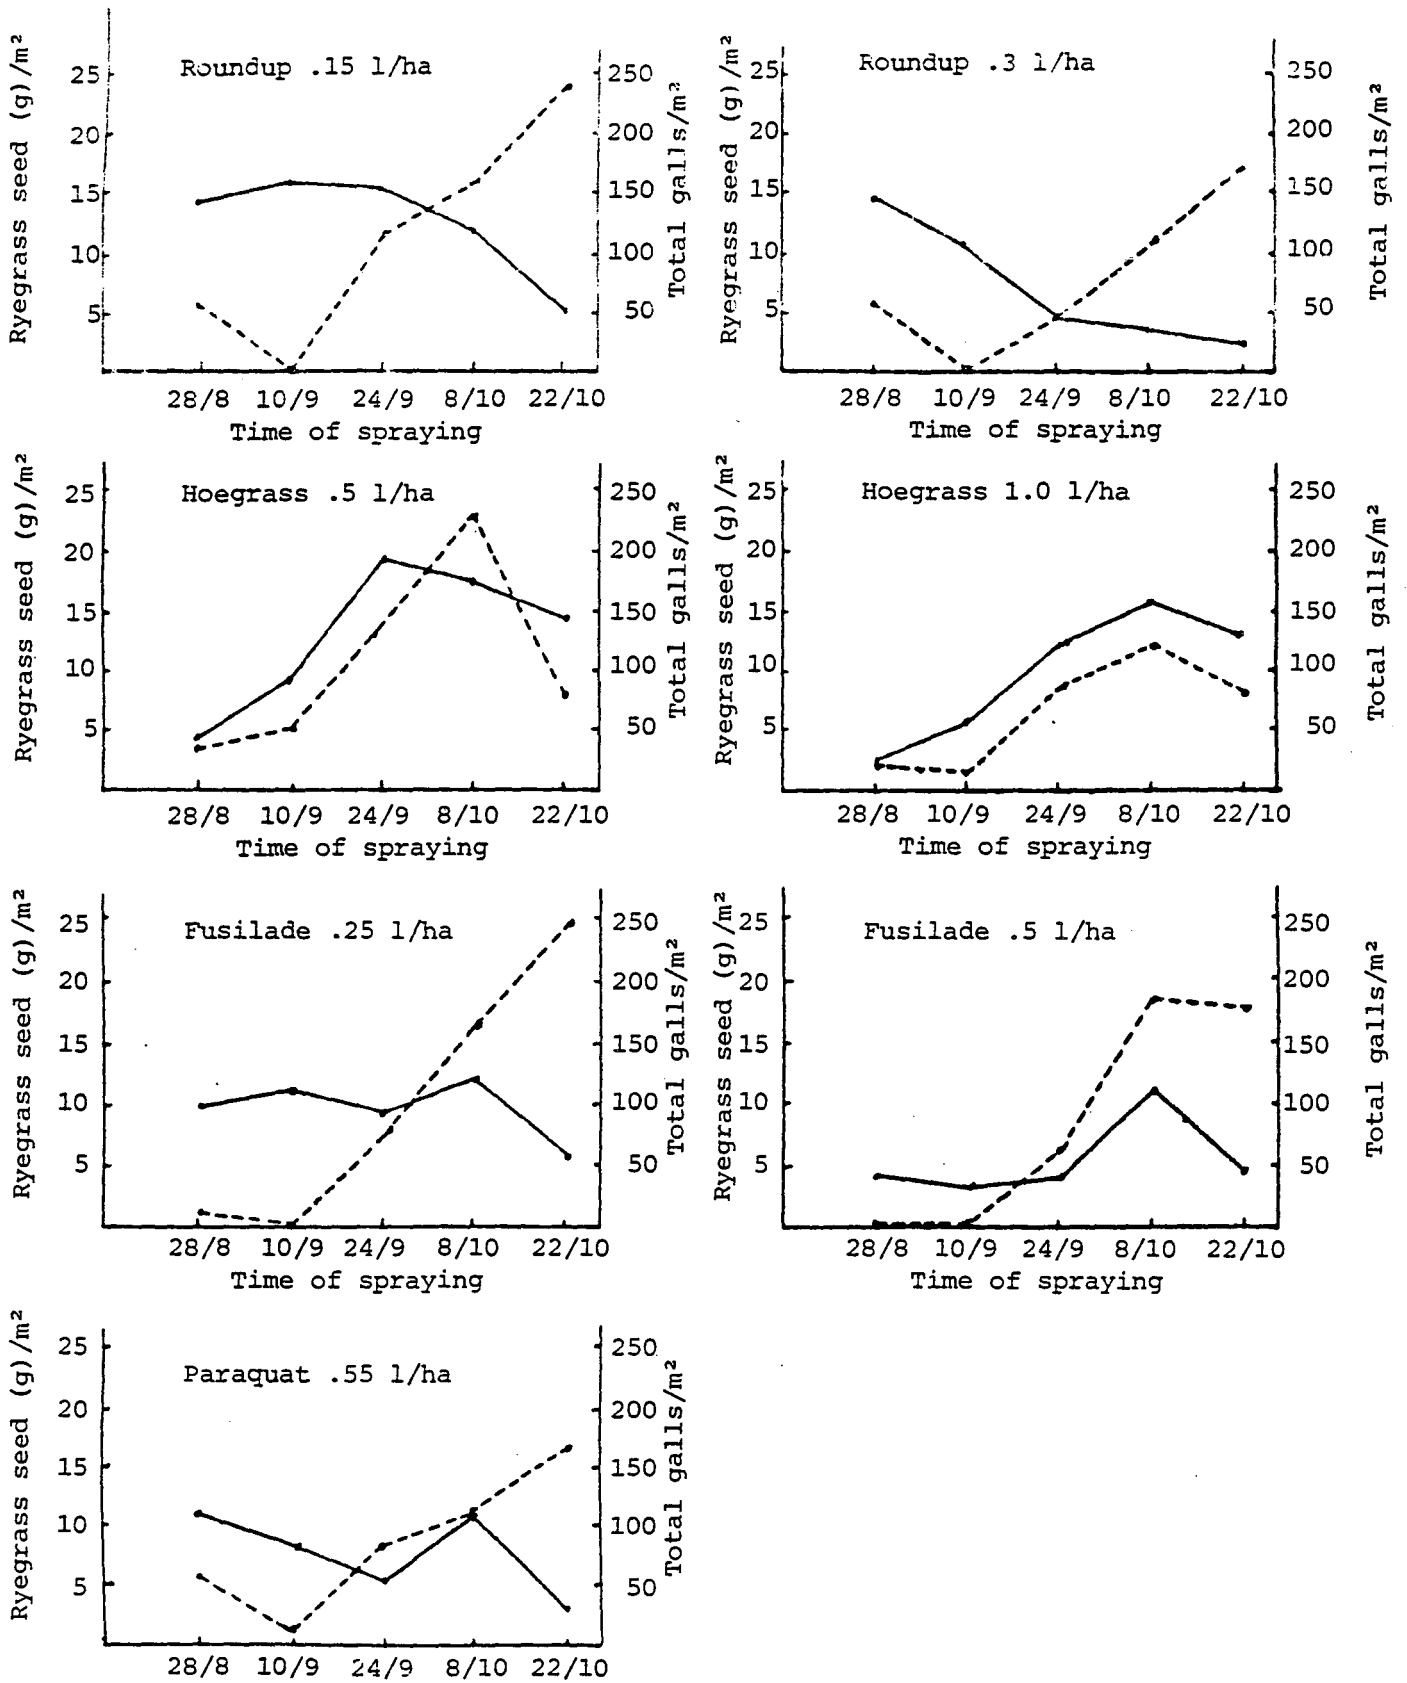 Roundup .15 l/ha
Ryegrass seed (g)/m²
25
20
15
10
5
250
200
150
100
50
Total galls/m²
28/8 10/9 24/9 8/10 22/10
Time of spraying
Roundup .3 l/ha
Ryegrass seed (g)/m²
25
20
15
10
5
250
200
150
100
50
Total galls/m²
28/8 10/9 24/9 8/10 22/10
Time of spraying
Hoegrass .5 l/ha
Ryegrass seed (g)/m²
25
20
15
10
5
250
200
150
100
50
Total galls/m²
28/8 10/9 24/9 8/10 22/10
Time of spraying
Hoegrass 1.0 l/ha
Ryegrass seed (g)/m²
25
20
15
10
5
250
200
150
100
50
Total galls/m²
28/8 10/9 24/9 8/10 22/10
Time of spraying
Fusilade .25 l/ha
Ryegrass seed (g)/m²
25
20
15
10
5
250
200
150
100
50
Total galls/m²
28/8 10/9 24/9 8/10 22/10
Time of spraying
Fusilade .5 l/ha
Ryegrass seed (g)/m²
25
20
15
10
5
250
200
150
100
50
Total galls/m²
28/8 10/9 24/9 8/10 22/10
Time of spraying
Paraquat .55 l/ha
Ryegrass seed (g)/m²
25
20
15
10
5
250
200
150
100
50
Total galls/m²
28/8 10/9 24/9 8/10 22/10